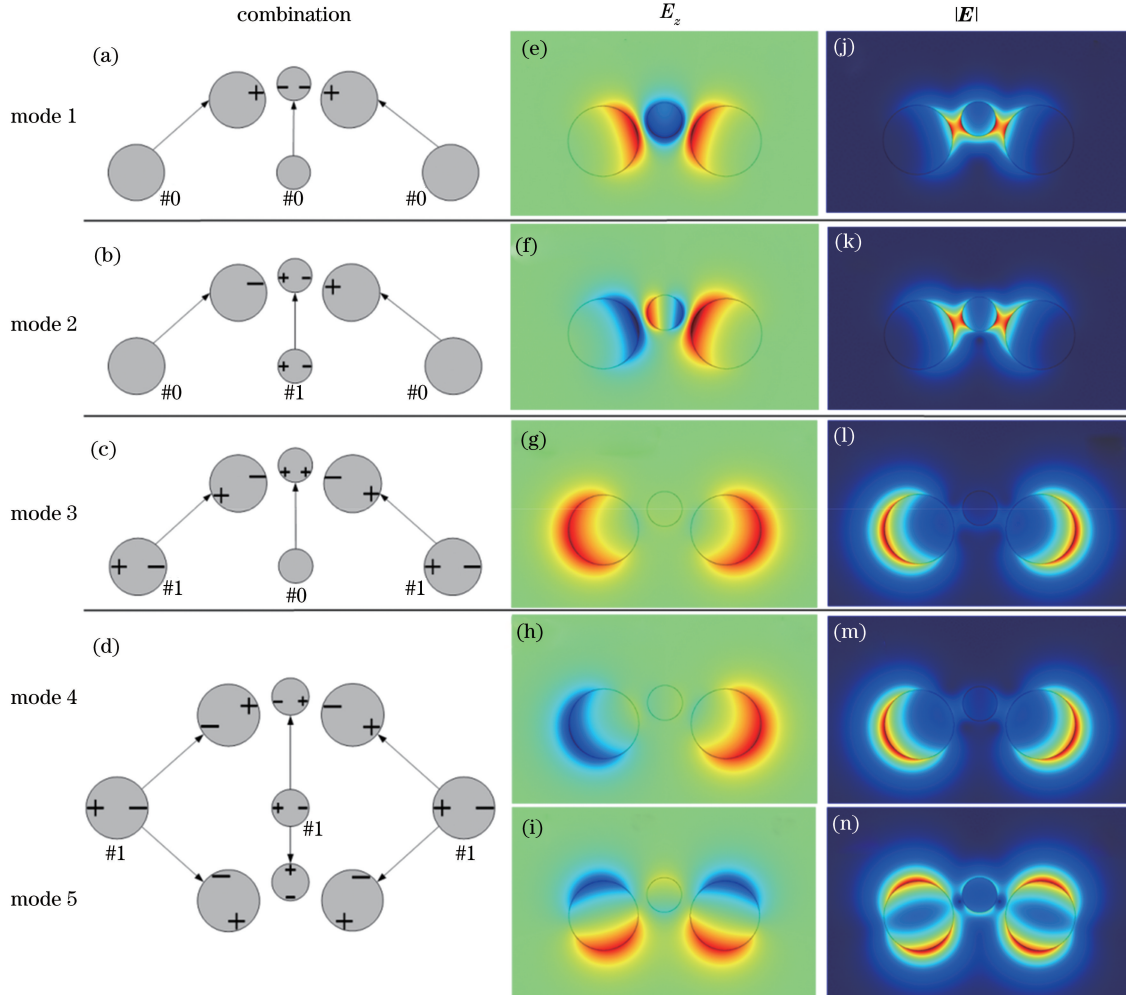 combination E_z |E|
(a) (e) (j)
mode 1
+ − − +
#0 #0 #0
(b) (f) (k)
mode 2
− + − +
+ −
#0 #1 #0
(c) (g) (l)
mode 3
+ − + + − +
+ − + −
#1 #0 #1
(d) (h) (m)
mode 4
− + − + − +
+ − + − + −
#1 #1 #1
(i) (n)
mode 5
− + + − − +